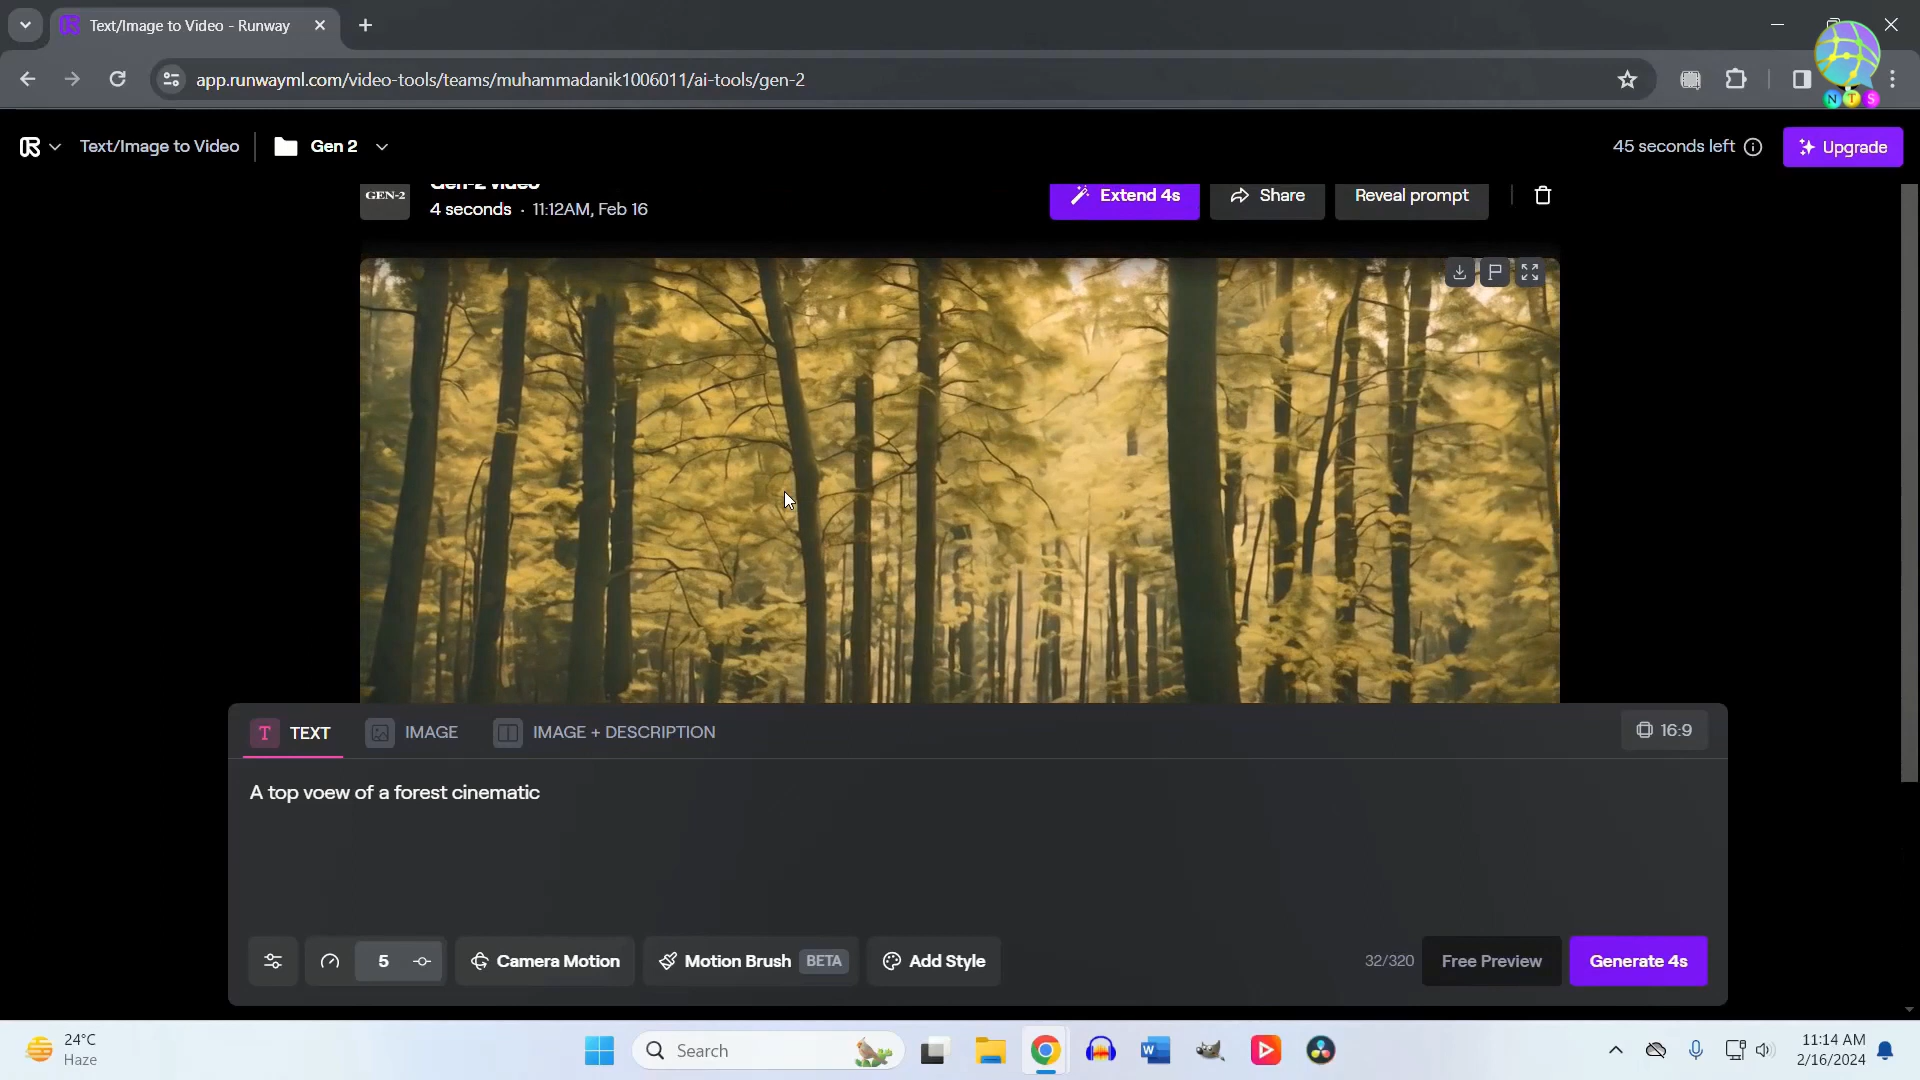 Text/Image to Video - Runway
app.runwayml.com/video-tools/teams/muhammadanik1006011/ai-tools/gen-2
N T S
Text/Image to Video
Gen 2
45 seconds left
Upgrade
GEN-2
Gen-2 video
4 seconds · 11:12AM, Feb 16
Extend 4s
Share
Reveal prompt
T TEXT
IMAGE
IMAGE + DESCRIPTION
16:9
A top voew of a forest cinematic
5
Camera Motion
Motion Brush BETA
Add Style
32/320
Free Preview
Generate 4s
24°C
Haze
Search
11:14 AM
2/16/2024